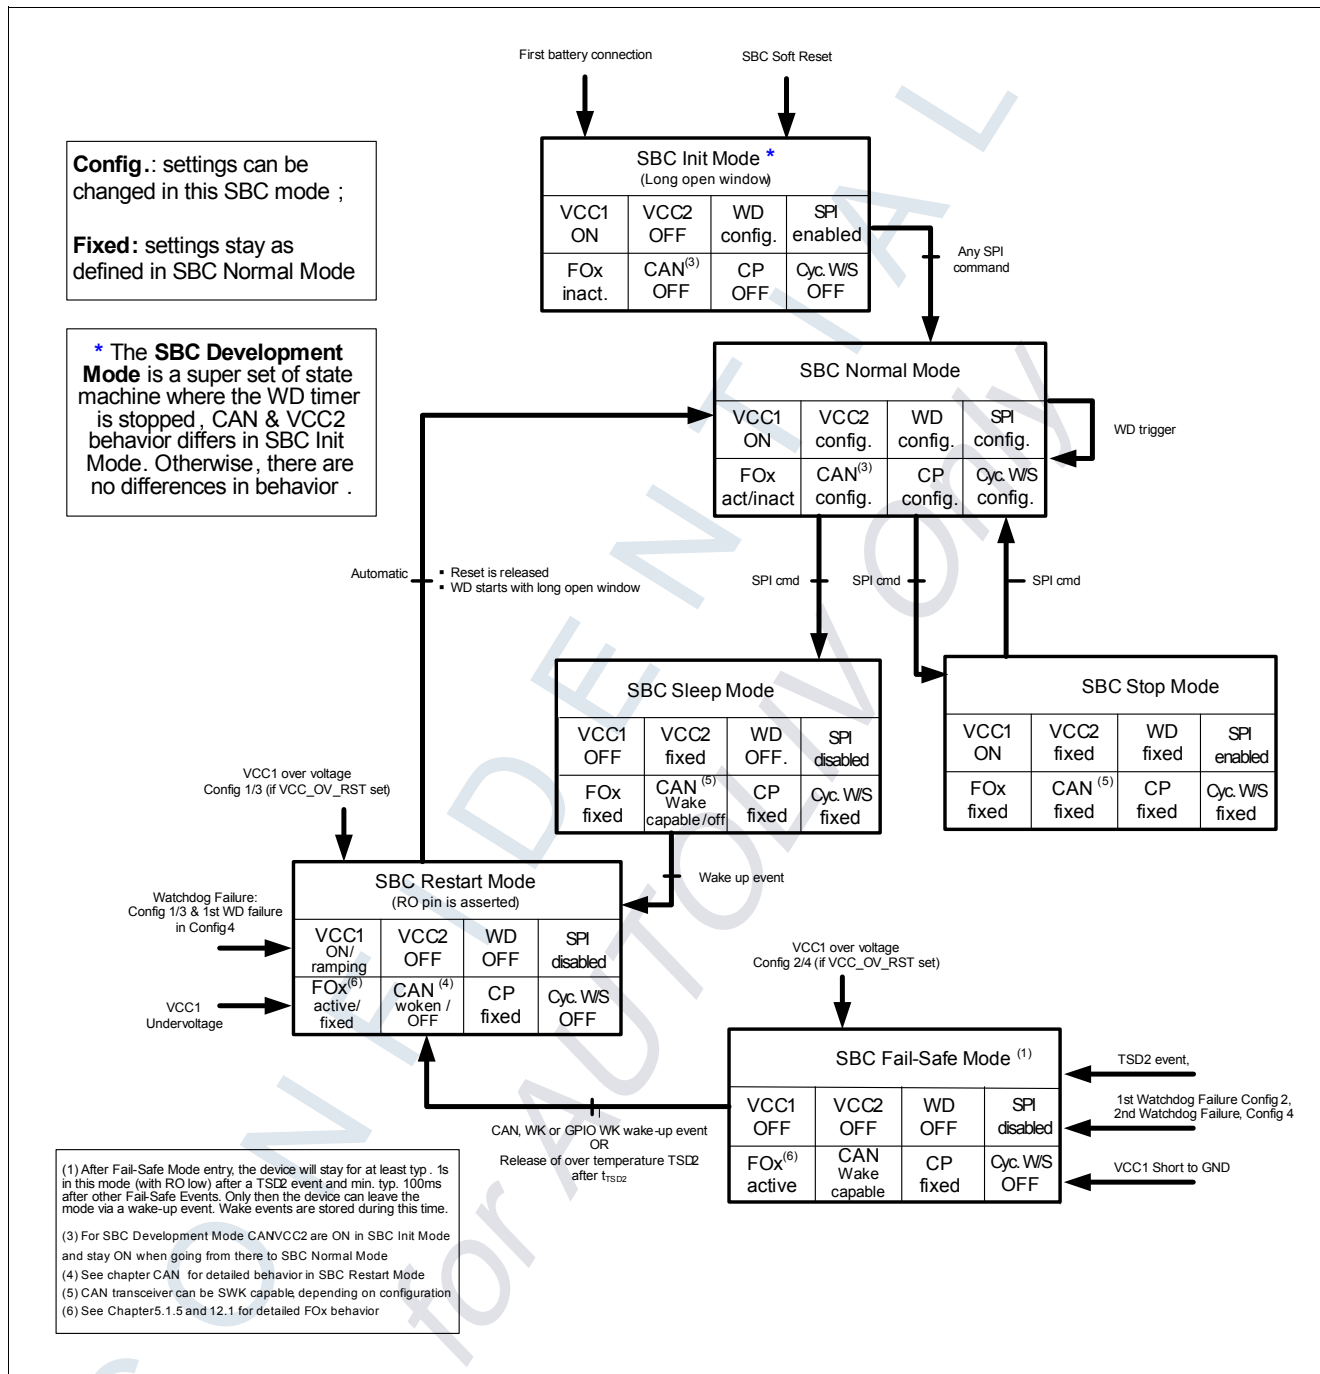 First battery connection
SBC Soft Reset
Config.: settings can be
changed in this SBC mode ;
Fixed: settings stay as
defined in SBC Normal Mode
* The SBC Development
Mode is a super set of state
machine where the WD timer
is stopped , CAN & VCC2
behavior differs in SBC Init
Mode. Otherwise , there are
no differences in behavior .
SBC Init Mode *
(Long open window)
VCC1 ON
VCC2 OFF
WD config.
SPI enabled
FOx inact.
CAN(3) OFF
CP OFF
Cyc. W/S OFF
Any SPI
command
SBC Normal Mode
VCC1 ON
VCC2 config.
WD config.
SPI config.
FOx act/inact
CAN(3) config.
CP config.
Cyc. W/S config.
WD trigger
Automatic
▪ Reset is released
▪ WD starts with long open window
SPI cmd
SPI cmd
SPI cmd
SBC Sleep Mode
VCC1 OFF
VCC2 fixed
WD OFF.
SPI disabled
FOx fixed
CAN (5) Wake capable /off
CP fixed
Cyc. W/S fixed
SBC Stop Mode
VCC1 ON
VCC2 fixed
WD fixed
SPI enabled
FOx fixed
CAN (5) fixed
CP fixed
Cyc. W/S fixed
VCC1 over voltage
Config 1/3 (if VCC_OV_RST set)
Wake up event
SBC Restart Mode
(RO pin is asserted)
VCC1 ON/ ramping
VCC2 OFF
WD OFF
SPI disabled
FOx(6) active/ fixed
CAN (4) woken / OFF
CP fixed
Cyc. W/S OFF
Watchdog Failure:
Config 1/3 & 1st WD failure
in Config4
VCC1
Undervoltage
VCC1 over voltage
Config 2/4 (if VCC_OV_RST set)
SBC Fail-Safe Mode (1)
VCC1 OFF
VCC2 OFF
WD OFF
SPI disabled
FOx(6) active
CAN Wake capable
CP fixed
Cyc. W/S OFF
TSD2 event,
1st Watchdog Failure Config 2,
2nd Watchdog Failure, Config 4
VCC1 Short to GND
CAN, WK or GPIO WK wake-up event
OR
Release of over temperature TSD2
after tTSD2
(1) After Fail-Safe Mode entry, the device will stay for at least typ . 1s
in this mode (with RO low) after a TSD2 event and min. typ. 100ms
after other Fail-Safe Events. Only then the device can leave the
mode via a wake-up event. Wake events are stored during this time.
(3) For SBC Development Mode CAN/VCC2 are ON in SBC Init Mode
and stay ON when going from there to SBC Normal Mode
(4) See chapter CAN for detailed behavior in SBC Restart Mode
(5) CAN transceiver can be SWK capable, depending on configuration
(6) See Chapter 5.1.5 and 12.1 for detailed FOx behavior
CONFIDENTIAL
for AUTOLIV only